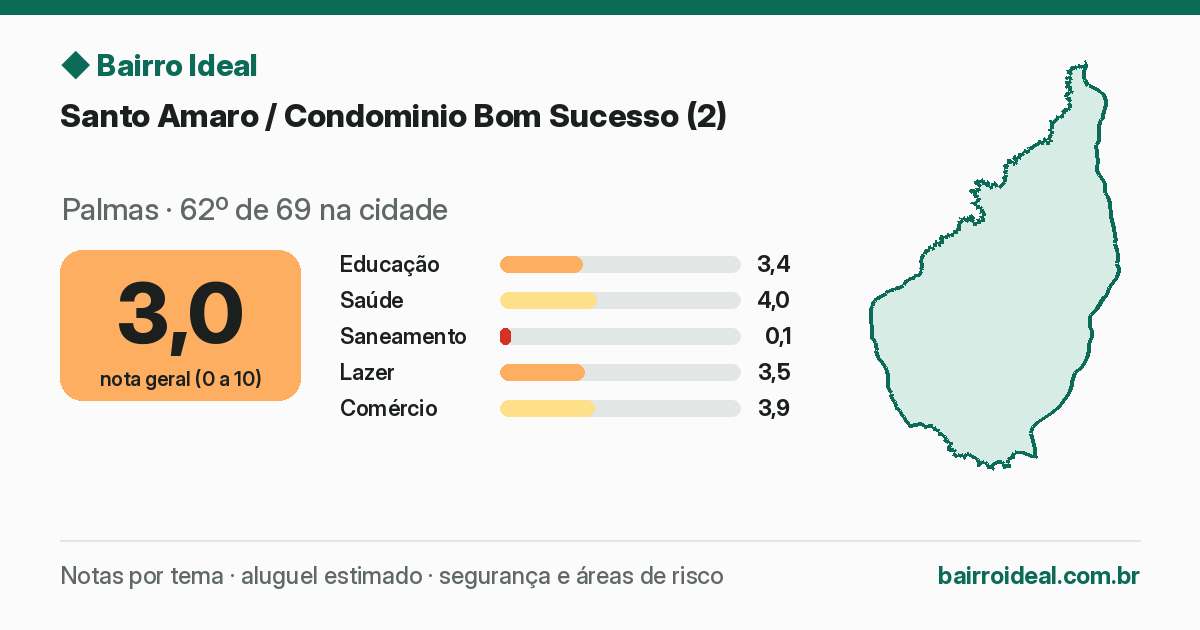 Bairro Ideal
Santo Amaro / Condominio Bom Sucesso (2)
Palmas · 62º de 69 na cidade
3,0
nota geral (0 a 10)
Educação 3,4
Saúde 4,0
Saneamento 0,1
Lazer 3,5
Comércio 3,9
Notas por tema · aluguel estimado · segurança e áreas de risco
bairroideal.com.br